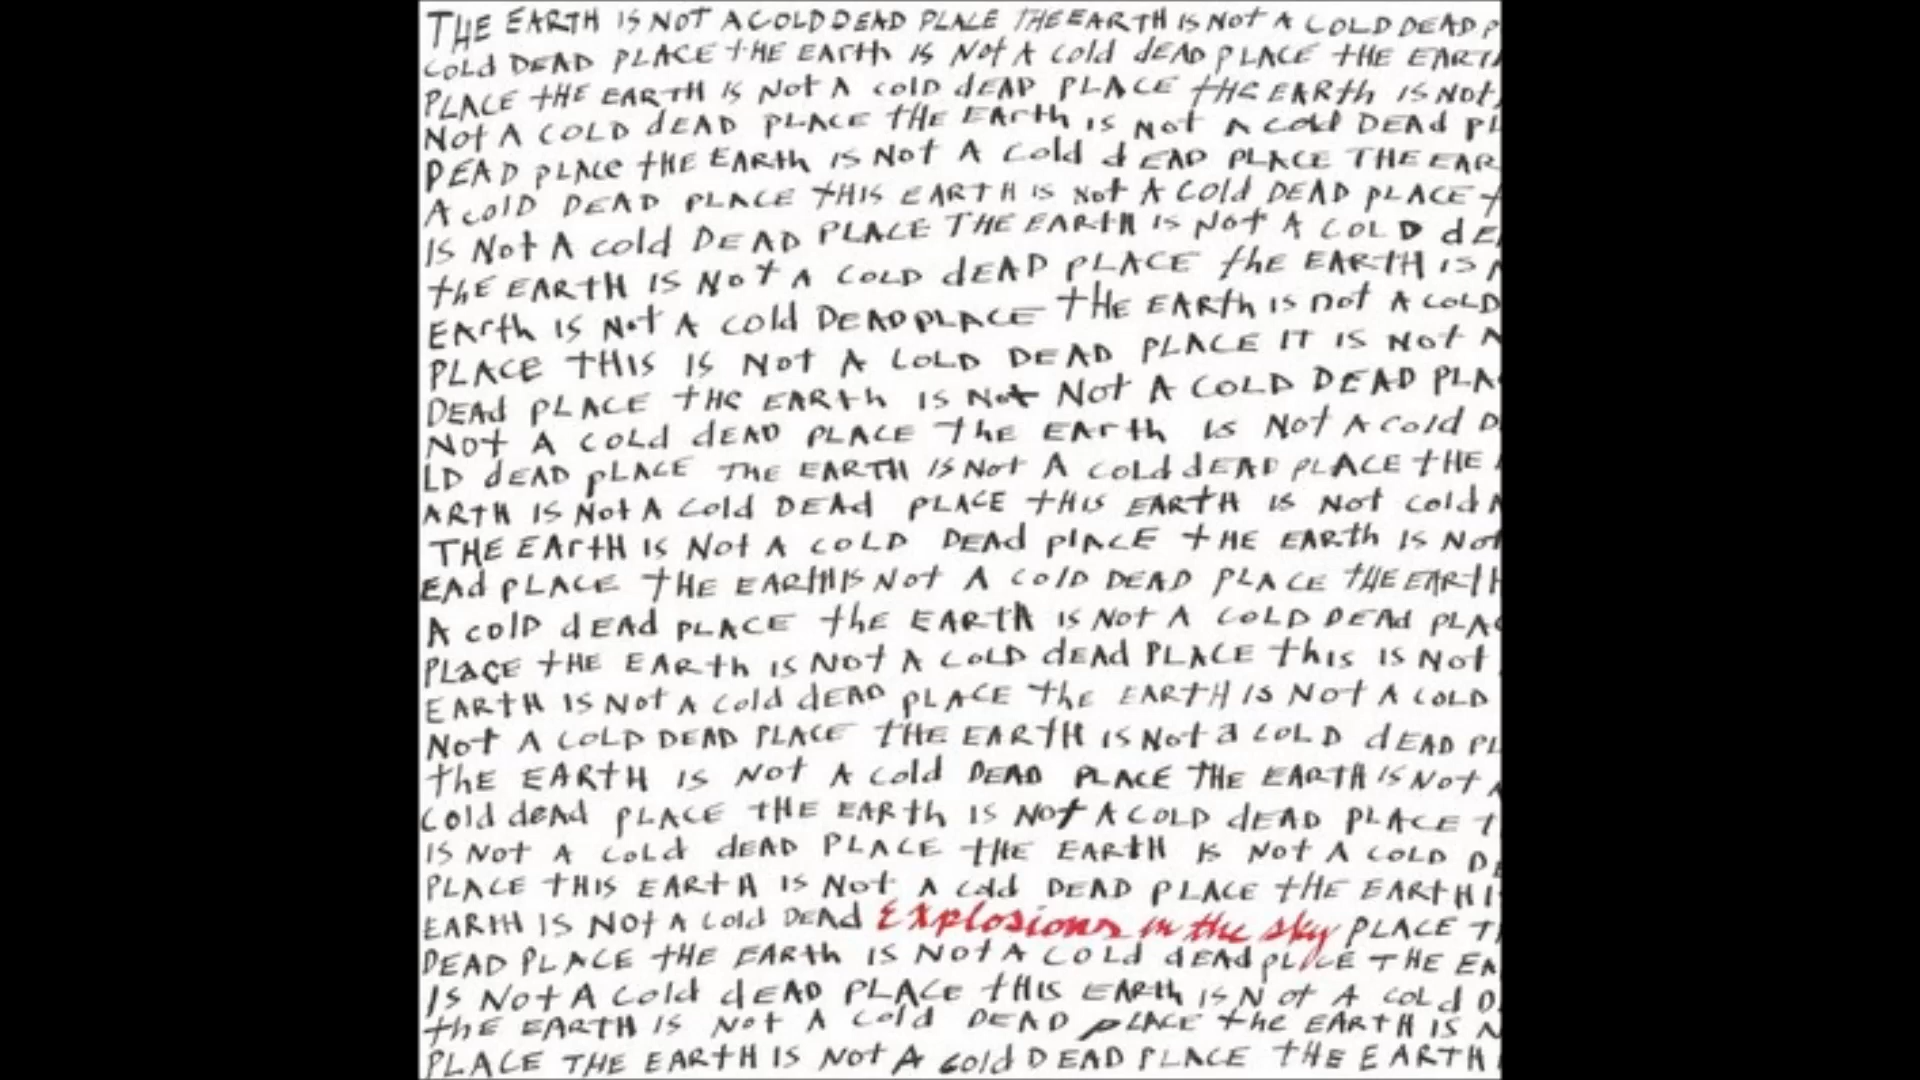 THE EARTH IS NOT A COLD DEAD PLACE THE EARTH IS NOT A COLD DEAD P
COLd DEAD PLACE tHE EArth IS Not A Cold dEAD PLACE tHE EARt
PLACE tHE EARTH IS Not A cold dEAD PLACE tHE EARth IS NOt
Not A COLD dEAD PLACE tHE EArth is Not A Cold DEAd PL
DEAD pLACe tHE EARth IS Not A Cold dEAD PLACE THE EAR
A colD DEAD PLACE tHIS EARTH IS Not A Cold DEAD pLACE t
IS Not A cold DEAD PLACE THE EARtH IS Not A COLD dE
thE EARtH IS Not A COLD dEAD pLACE thE EARtH IS
EArth IS Not A cold DEAD pLACE tHE EARth is not A COLD
PLACE tHIS IS Not A COLD DEAD PLACE IT IS Not A
DEAd pLACE tHE EARth IS Not Not A COLD DEAD PLA
Not A COLd dEAD PLACE the EArth Is Not A Cold D
LD dEAD pLACE THE EARTH IS Not A COLd dEAD PLACE tHE
ARTH IS Not A Cold DEAd PLACE tHIS EARtH IS Not Cold A
THE EArtH IS Not A COLD DEAd plACE tHE EARth IS Not
EAd pLACE tHE EARtH IS Not A ColD DEAD PLACE tHE EARtH
A colD dEAd PLACE thE EARtH IS Not A COLD DEAd PLAC
PLaCE tHE EARth IS Not A COLD dEAd PLACE this IS Not
EARtH IS Not A Cold dEAD pLACE the EARtH IS Not A COLD
Not A COLD DEAD PLACE tHE EARtH IS Not a COLD dEAD PL
thE EARTH IS Not A Cold DEAD PLACE THE EARtH IS Not A
Cold dEAd pLACE tHE EARth IS Not A COLD dEAD PLACE t
IS Not A COLd dEAD PLACE tHE EARtH IS Not A COLD DE
PLACE tHIS EARtH IS Not A Cold DEAD PLACE tHE EARtH I
EARtH IS Not A Cold DEAd Explosions in the sky PLACE T
DEAD PLACE tHE EARth IS Not A COLd dEAd pLACE THE EA
IS Not A Cold dEAD PLACe tHIS EARth IS Not A COLd D
thE EARTH IS Not A Cold DEAD pLACE the EARtH IS N
PLACE THE EARTH IS Not A Cold DEAD PLACE tHE EARTH